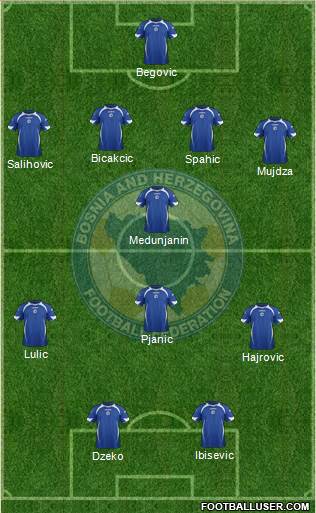 Begovic
Salihovic
Bicakcic
Spahic
Mujdza
BOSNIA AND HERZEGOVINA
Medunjanin
FOOTBALL FEDERATION
Lulic
Pjanic
Hajrovic
Dzeko
Ibisevic
FOOTBALLUSER.COM